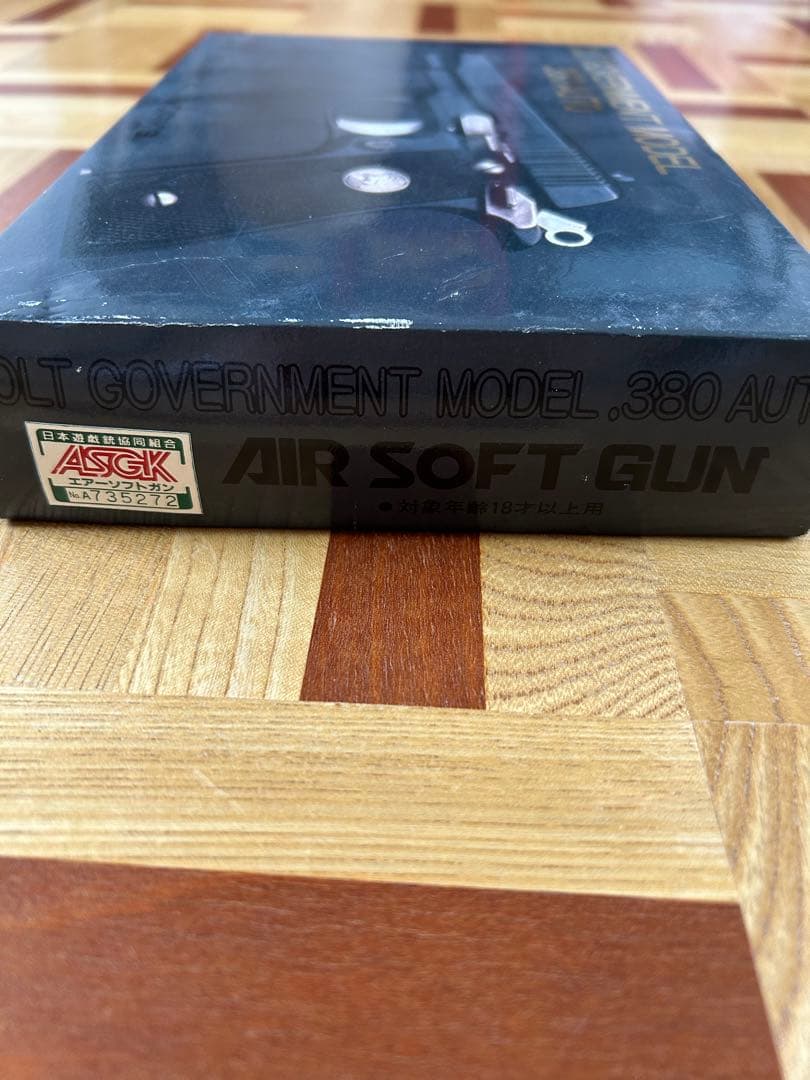 GOVERNMENT MODEL
.380 AUTO
OLT GOVERNMENT MODEL .380 AUT
日本遊戯銃協同組合
ASGK
エアーソフトガン
No.A735272
AIR SOFT GUN
●対象年齢18才以上用